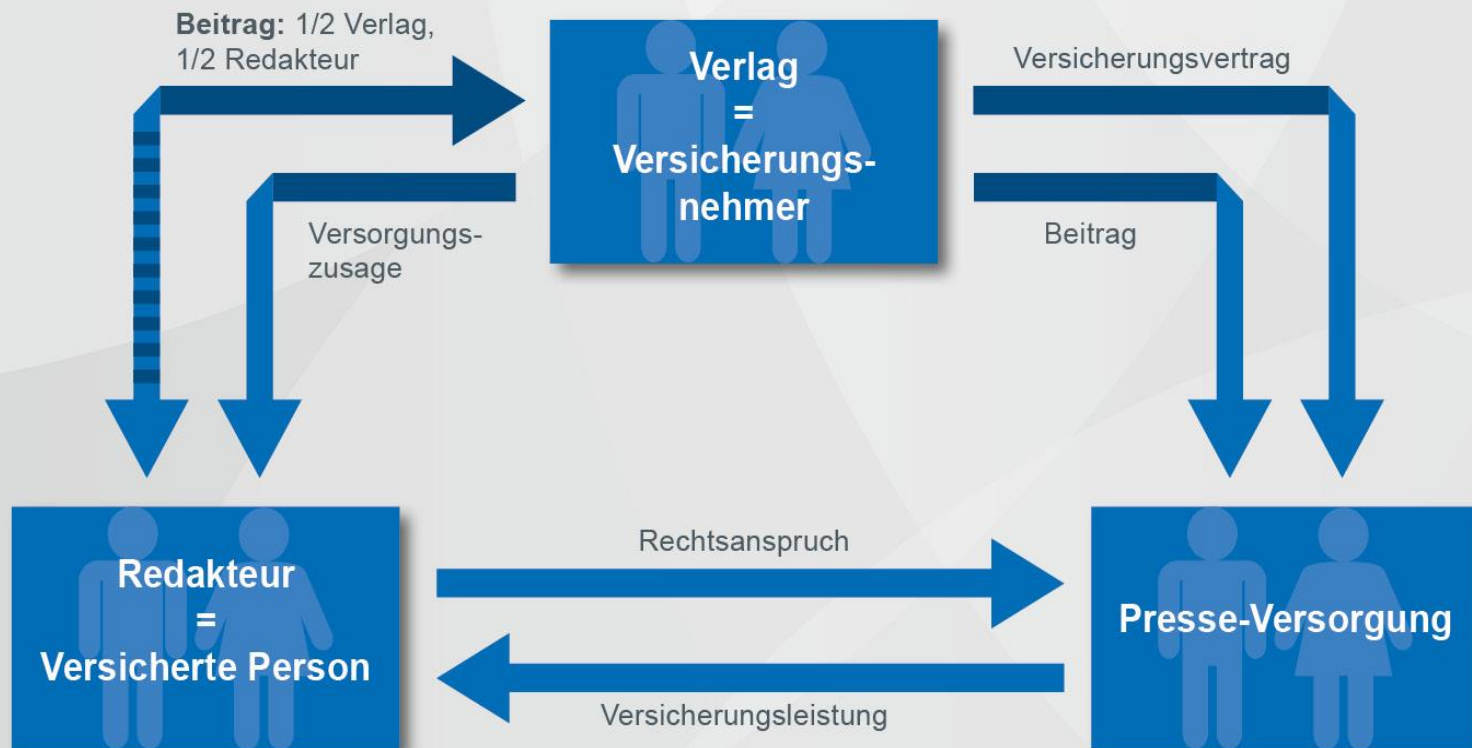 Beitrag: 1/2 Verlag,
1/2 Redakteur
Verlag
=
Versicherungs-
nehmer
Versicherungsvertrag
Versorgungs-
zusage
Beitrag
Redakteur
=
Versicherte Person
Rechtsanspruch
Versicherungsleistung
Presse-Versorgung